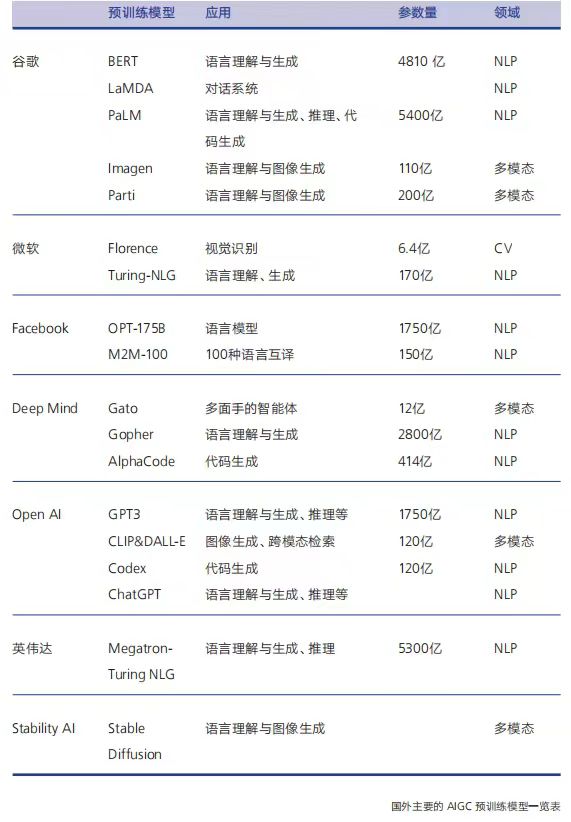 预训练模型 应用 参数量 领域
谷歌 BERT 语言理解与生成 4810 亿 NLP
LaMDA 对话系统 NLP
PaLM 语言理解与生成、推理、代 5400亿 NLP
码生成
Imagen 语言理解与图像生成 110亿 多模态
Parti 语言理解与图像生成 200亿 多模态
微软 Florence 视觉识别 6.4亿 CV
Turing-NLG 语言理解、生成 170亿 NLP
Facebook OPT-175B 语言模型 1750亿 NLP
M2M-100 100种语言互译 150亿 NLP
Deep Mind Gato 多面手的智能体 12亿 多模态
Gopher 语言理解与生成 2800亿 NLP
AlphaCode 代码生成 414亿 NLP
Open AI GPT3 语言理解与生成、推理等 1750亿 NLP
CLIP&DALL-E 图像生成、跨模态检索 120亿 多模态
Codex 代码生成 120亿 NLP
ChatGPT 语言理解与生成、推理等 NLP
英伟达 Megatron- 语言理解与生成、推理 5300亿 NLP
Turing NLG
Stability AI Stable 语言理解与图像生成 多模态
Diffusion
国外主要的 AIGC 预训练模型一览表